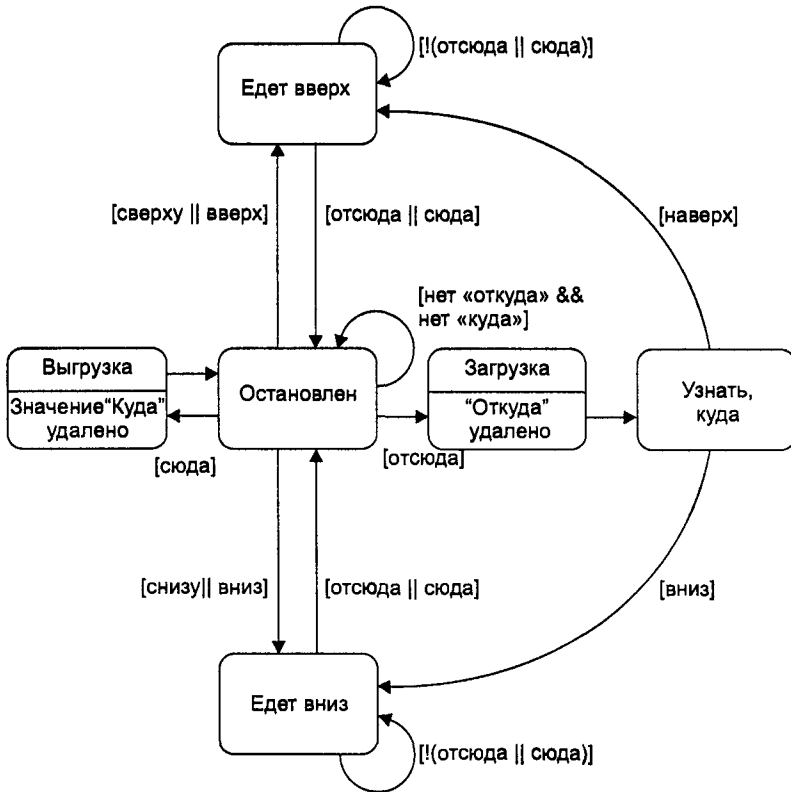 [!(отсюда || сюда)]
Едет вверх
[сверху || вверх]
[отсюда || сюда]
[наверх]
[нет «откуда» &&
нет «куда»]
Выгрузка
Значение“Куда”
удалено
Остановлен
Загрузка
“Откуда”
удалено
Узнать,
куда
[сюда]
[отсюда]
[снизу|| вниз]
[отсюда || сюда]
[вниз]
Едет вниз
[!(отсюда || сюда)]